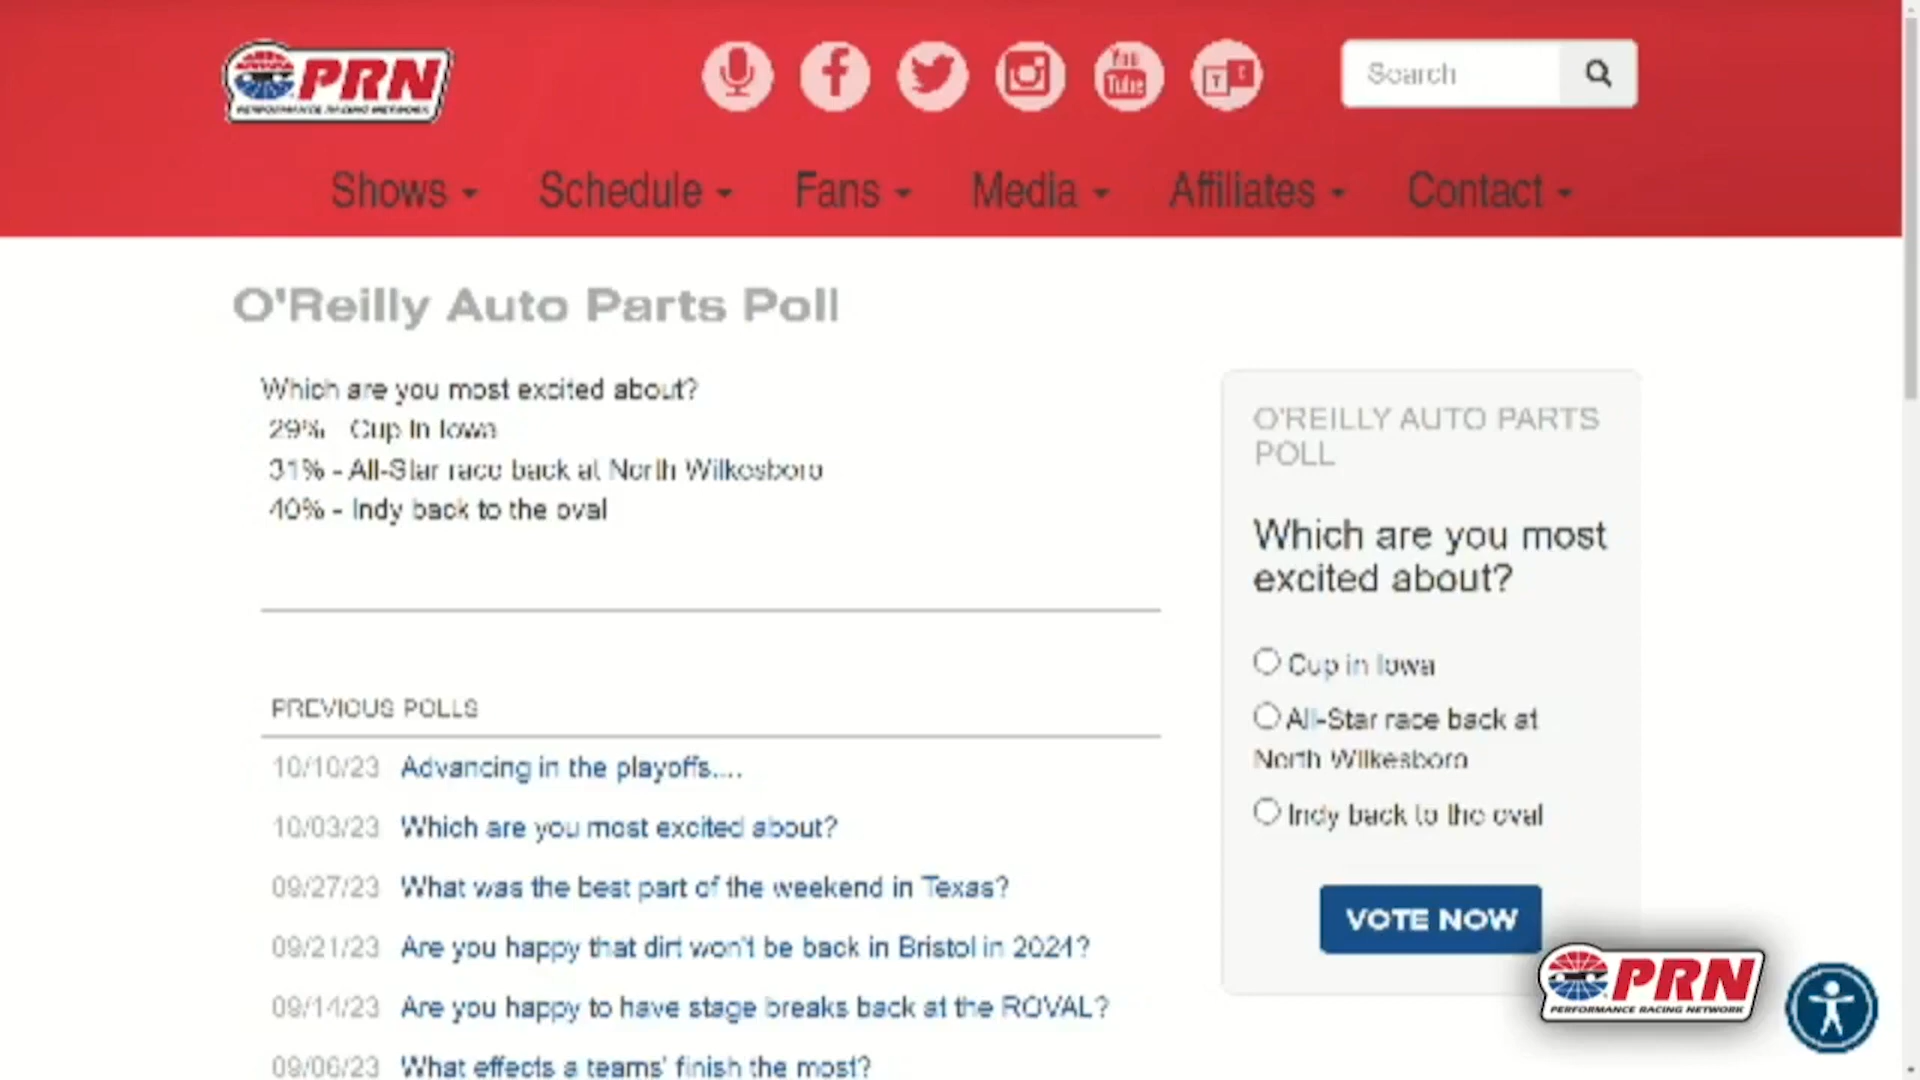 PRN
PERFORMANCE RACING NETWORK
You
Tube
T
Search
Shows
Schedule
Fans
Media
Affiliates
Contact
O'Reilly Auto Parts Poll
Which are you most excited about?
29% - Cup in Iowa
31% - All-Star race back at North Wilkesboro
40% - Indy back to the oval
PREVIOUS POLLS
10/10/23 Advancing in the playoffs....
10/03/23 Which are you most excited about?
09/27/23 What was the best part of the weekend in Texas?
09/21/23 Are you happy that dirt won't be back in Bristol in 2024?
09/14/23 Are you happy to have stage breaks back at the ROVAL?
09/06/23 What effects a teams' finish the most?
O'REILLY AUTO PARTS
POLL
Which are you most
excited about?
Cup in Iowa
All-Star race back at
North Wilkesboro
Indy back to the oval
VOTE NOW
PRN
PERFORMANCE RACING NETWORK